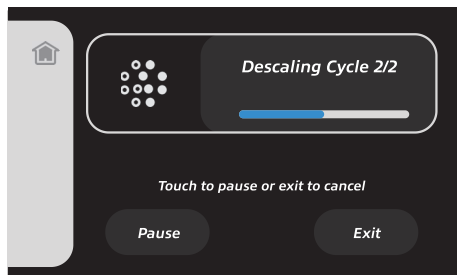 Descaling Cycle 2/2
Touch to pause or exit to cancel
Pause
Exit